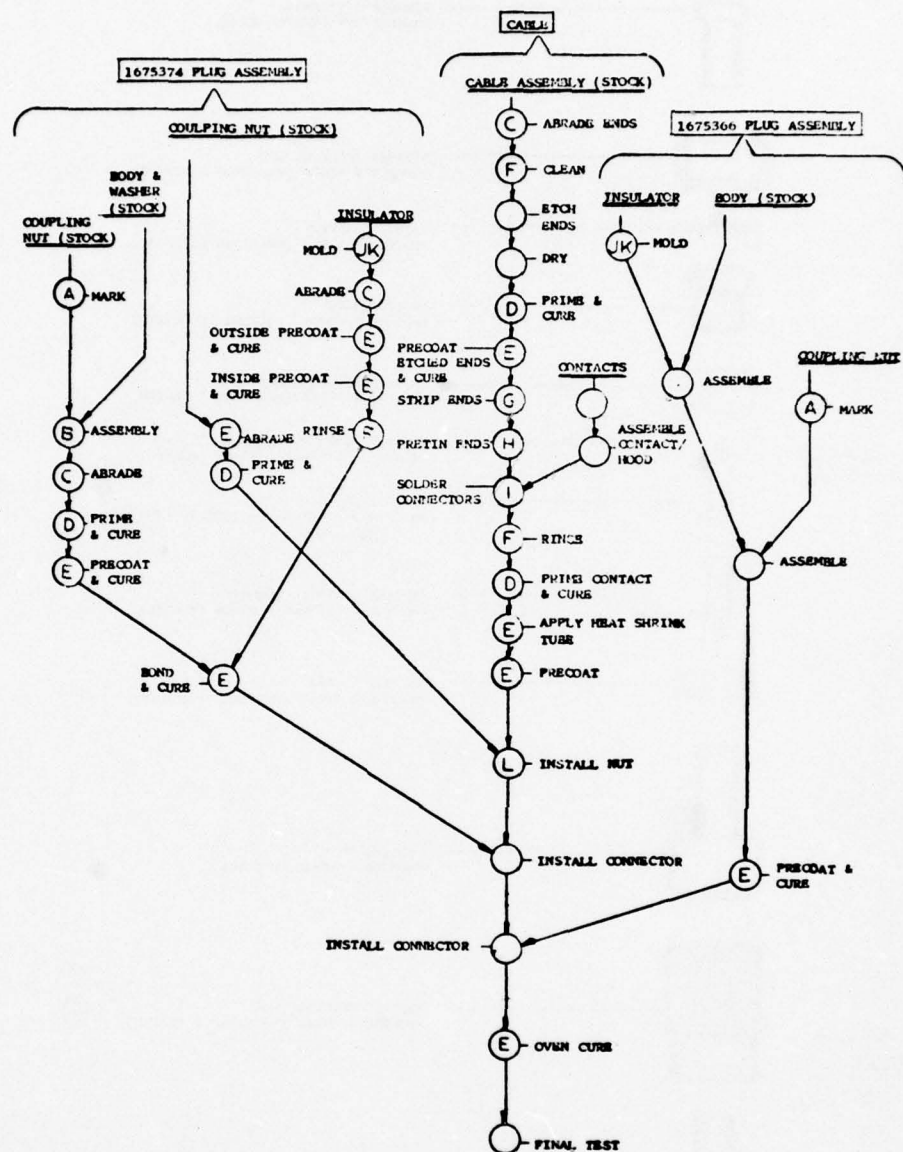 CABLE
1675374 PLUG ASSEMBLY
CABLE ASSEMBLY (STOCK)
COULPING NUT (STOCK)
C
ABRADE ENDS
1675366 PLUG ASSEMBLY
F
CLEAN
BODY &
WASHER
(STOCK)
COUPLING
NUT (STOCK)
INSULATOR
ETCH
ENDS
INSULATOR
BODY (STOCK)
MOLD
JK
JK
MOLD
DRY
A
MARK
ABRADE
C
D
PRIME &
CURE
OUTSIDE PRECOAT
& CURE
E
PRECOAT
ETCHED ENDS
& CURE
E
CONTACTS
COUPLING NUT
INSIDE PRECOAT
& CURE
E
ASSEMBLE
STRIP ENDS
G
A
MARK
B
ASSEMBLY
E
ABRADE
RINSE
PRETIN ENDS
H
ASSEMBLE
CONTACT/
HOOD
C
ABRADE
D
PRIME &
CURE
SOLDER
CONNECTORS
I
D
PRIME
& CURE
F
RINCE
E
PRECOAT
& CURE
ASSEMBLE
D
PRIME CONTACT
& CURE
E
APPLY HEAT SHRINK
TUBE
BOND
& CURE
E
E
PRECOAT
L
INSTALL NUT
INSTALL CONNECTOR
E
PRECOAT &
CURE
INSTALL CONNECTOR
E
OVEN CURE
FINAL TEST